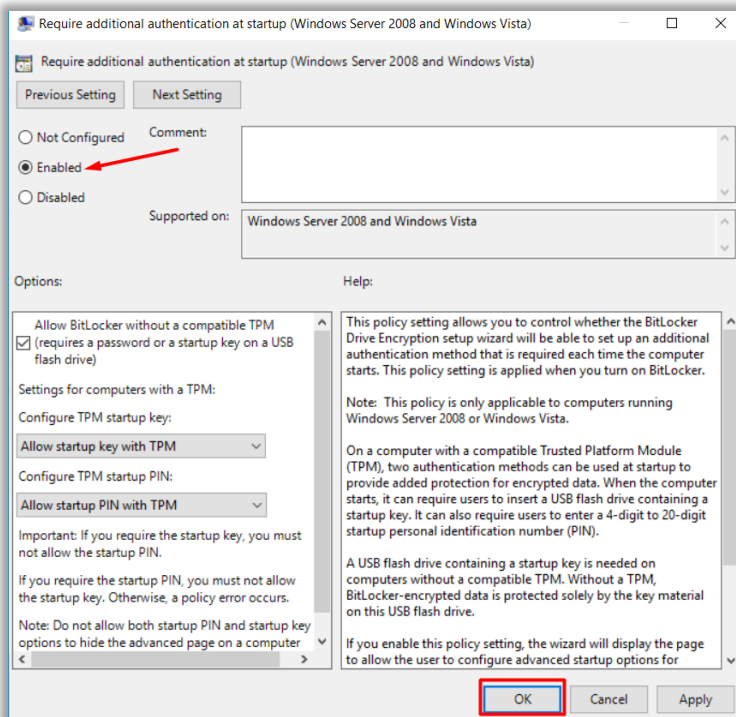 Require additional authentication at startup (Windows Server 2008 and Windows Vista)
Require additional authentication at startup (Windows Server 2008 and Windows Vista)
Previous Setting
Next Setting
Not Configured
Comment:
Enabled
Disabled
Supported on:
Windows Server 2008 and Windows Vista
Options:
Help:
Allow BitLocker without a compatible TPM
(requires a password or a startup key on a USB
flash drive)
Settings for computers with a TPM:
Configure TPM startup key:
Allow startup key with TPM
Configure TPM startup PIN:
Allow startup PIN with TPM
Important: If you require the startup key, you must
not allow the startup PIN.
If you require the startup PIN, you must not allow
the startup key. Otherwise, a policy error occurs.
Note: Do not allow both startup PIN and startup key
options to hide the advanced page on a computer
This policy setting allows you to control whether the BitLocker
Drive Encryption setup wizard will be able to set up an additional
authentication method that is required each time the computer
starts. This policy setting is applied when you turn on BitLocker.
Note:  This policy is only applicable to computers running
Windows Server 2008 or Windows Vista.
On a computer with a compatible Trusted Platform Module
(TPM), two authentication methods can be used at startup to
provide added protection for encrypted data. When the computer
starts, it can require users to insert a USB flash drive containing a
startup key. It can also require users to enter a 4-digit to 20-digit
startup personal identification number (PIN).
A USB flash drive containing a startup key is needed on
computers without a compatible TPM. Without a TPM,
BitLocker-encrypted data is protected solely by the key material
on this USB flash drive.
If you enable this policy setting, the wizard will display the page
to allow the user to configure advanced startup options for
OK
Cancel
Apply